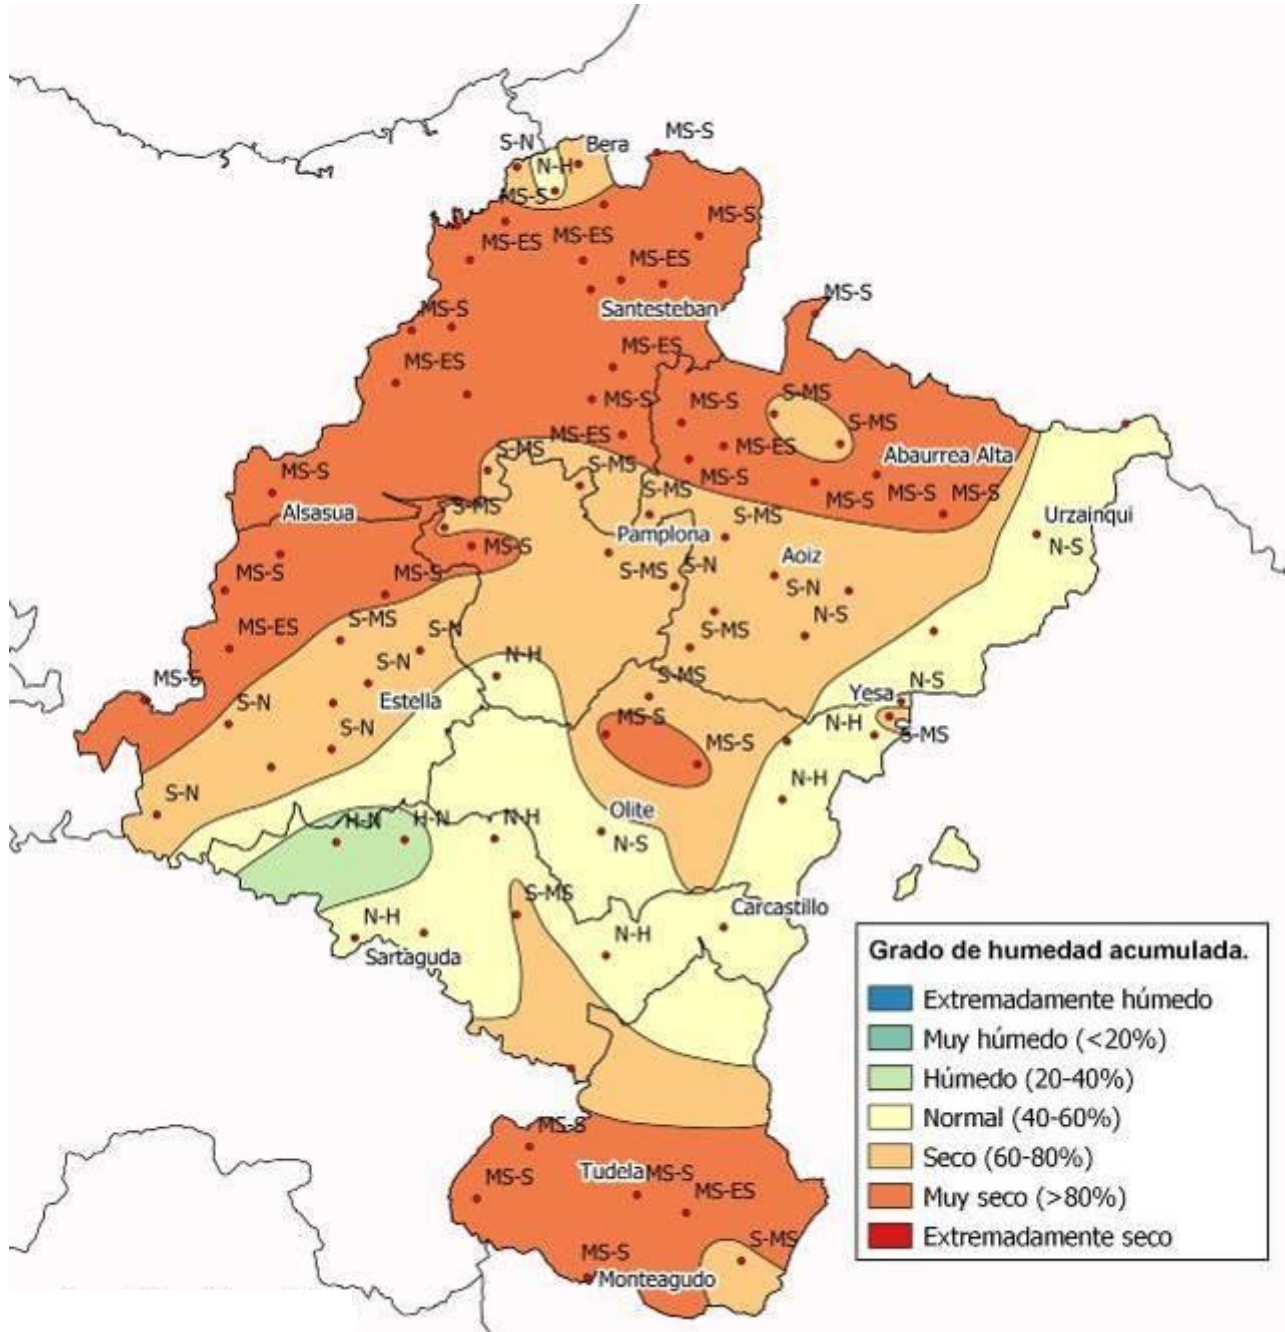 MS-S
S-N
Bera
N-H
MS-S
MS-S
MS-ES
MS-ES
MS-ES
MS-S
Santesteban
MS-S
MS-ES
MS-ES
S-MS
MS-S
MS-S
S-MS
MS-ES
MS-ES
Abaurrea Alta
MS-S
S-MS
S-MS
MS-S
S-MS
MS-S
MS-S
MS-S
Alsasua
S-MS
S-MS
Urzainqui
Pamplona
MS-S
N-S
Aoiz
S-MS
S-N
MS-S
MS-S
S-N
N-S
S-MS
S-N
MS-ES
S-MS
N-H
S-N
MS-S
S-MS
N-S
Estella
Yesa
S-N
MS-S
N-H
S-MS
S-N
MS-S
N-H
S-N
Olite
H-N
H-N
N-H
N-S
S-MS
Carcastillo
N-H
Sartaguda
N-H
Grado de humedad acumulada.
Extremadamente húmedo
Muy húmedo (<20%)
Húmedo (20-40%)
Normal (40-60%)
Seco (60-80%)
Muy seco (>80%)
Extremadamente seco
MS-S
MS-S
Tudela
MS-S
MS-ES
S-MS
MS-S
Monteagudo